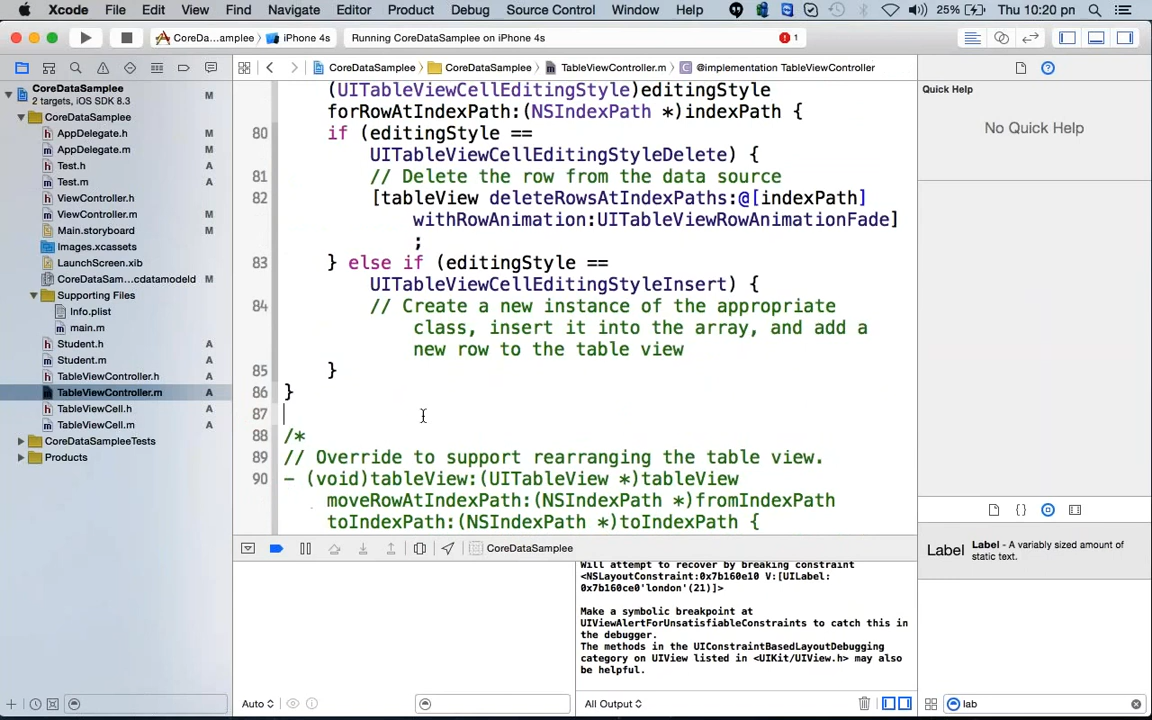 Xcode File Edit View Find Navigate Editor Product Debug Source Control Window Help 25% Thu 10:20 pm
CoreDa...amplee iPhone 4s Running CoreDataSamplee on iPhone 4s 1
CoreDataSamplee CoreDataSamplee TableViewController.m @implementation TableViewController
CoreDataSamplee M
2 targets, iOS SDK 8.3
CoreDataSamplee
AppDelegate.h M
AppDelegate.m M
Test.h A
Test.m A
ViewController.h M
ViewController.m M
Main.storyboard M
Images.xcassets
LaunchScreen.xib
CoreDataSam...cdatamodeld M
Supporting Files
Info.plist
main.m
Student.h A
Student.m A
TableViewController.h A
TableViewController.m A
TableViewCell.h A
TableViewCell.m A
CoreDataSampleeTests
Products
(UITableViewCellEditingStyle)editingStyle
forRowAtIndexPath:(NSIndexPath *)indexPath {
80 if (editingStyle ==
UITableViewCellEditingStyleDelete) {
81 // Delete the row from the data source
82 [tableView deleteRowsAtIndexPaths:@[indexPath]
withRowAnimation:UITableViewRowAnimationFade]
;
83 } else if (editingStyle ==
UITableViewCellEditingStyleInsert) {
84 // Create a new instance of the appropriate
class, insert it into the array, and add a
new row to the table view
85 }
86 }
87
88 /*
89 // Override to support rearranging the table view.
90 - (void)tableView:(UITableView *)tableView
moveRowAtIndexPath:(NSIndexPath *)fromIndexPath
toIndexPath:(NSIndexPath *)toIndexPath {
CoreDataSamplee
Will attempt to recover by breaking constraint
<NSLayoutConstraint:0x7b160e10 V:[UILabel:
0x7b160ce0'london'(21)]>
Make a symbolic breakpoint at
UIViewAlertForUnsatisfiableConstraints to catch this in
the debugger.
The methods in the UIConstraintBasedLayoutDebugging
category on UIView listed in <UIKit/UIView.h> may also
be helpful.
Auto All Output
Quick Help
No Quick Help
Label Label - A variably sized amount of
static text.
lab